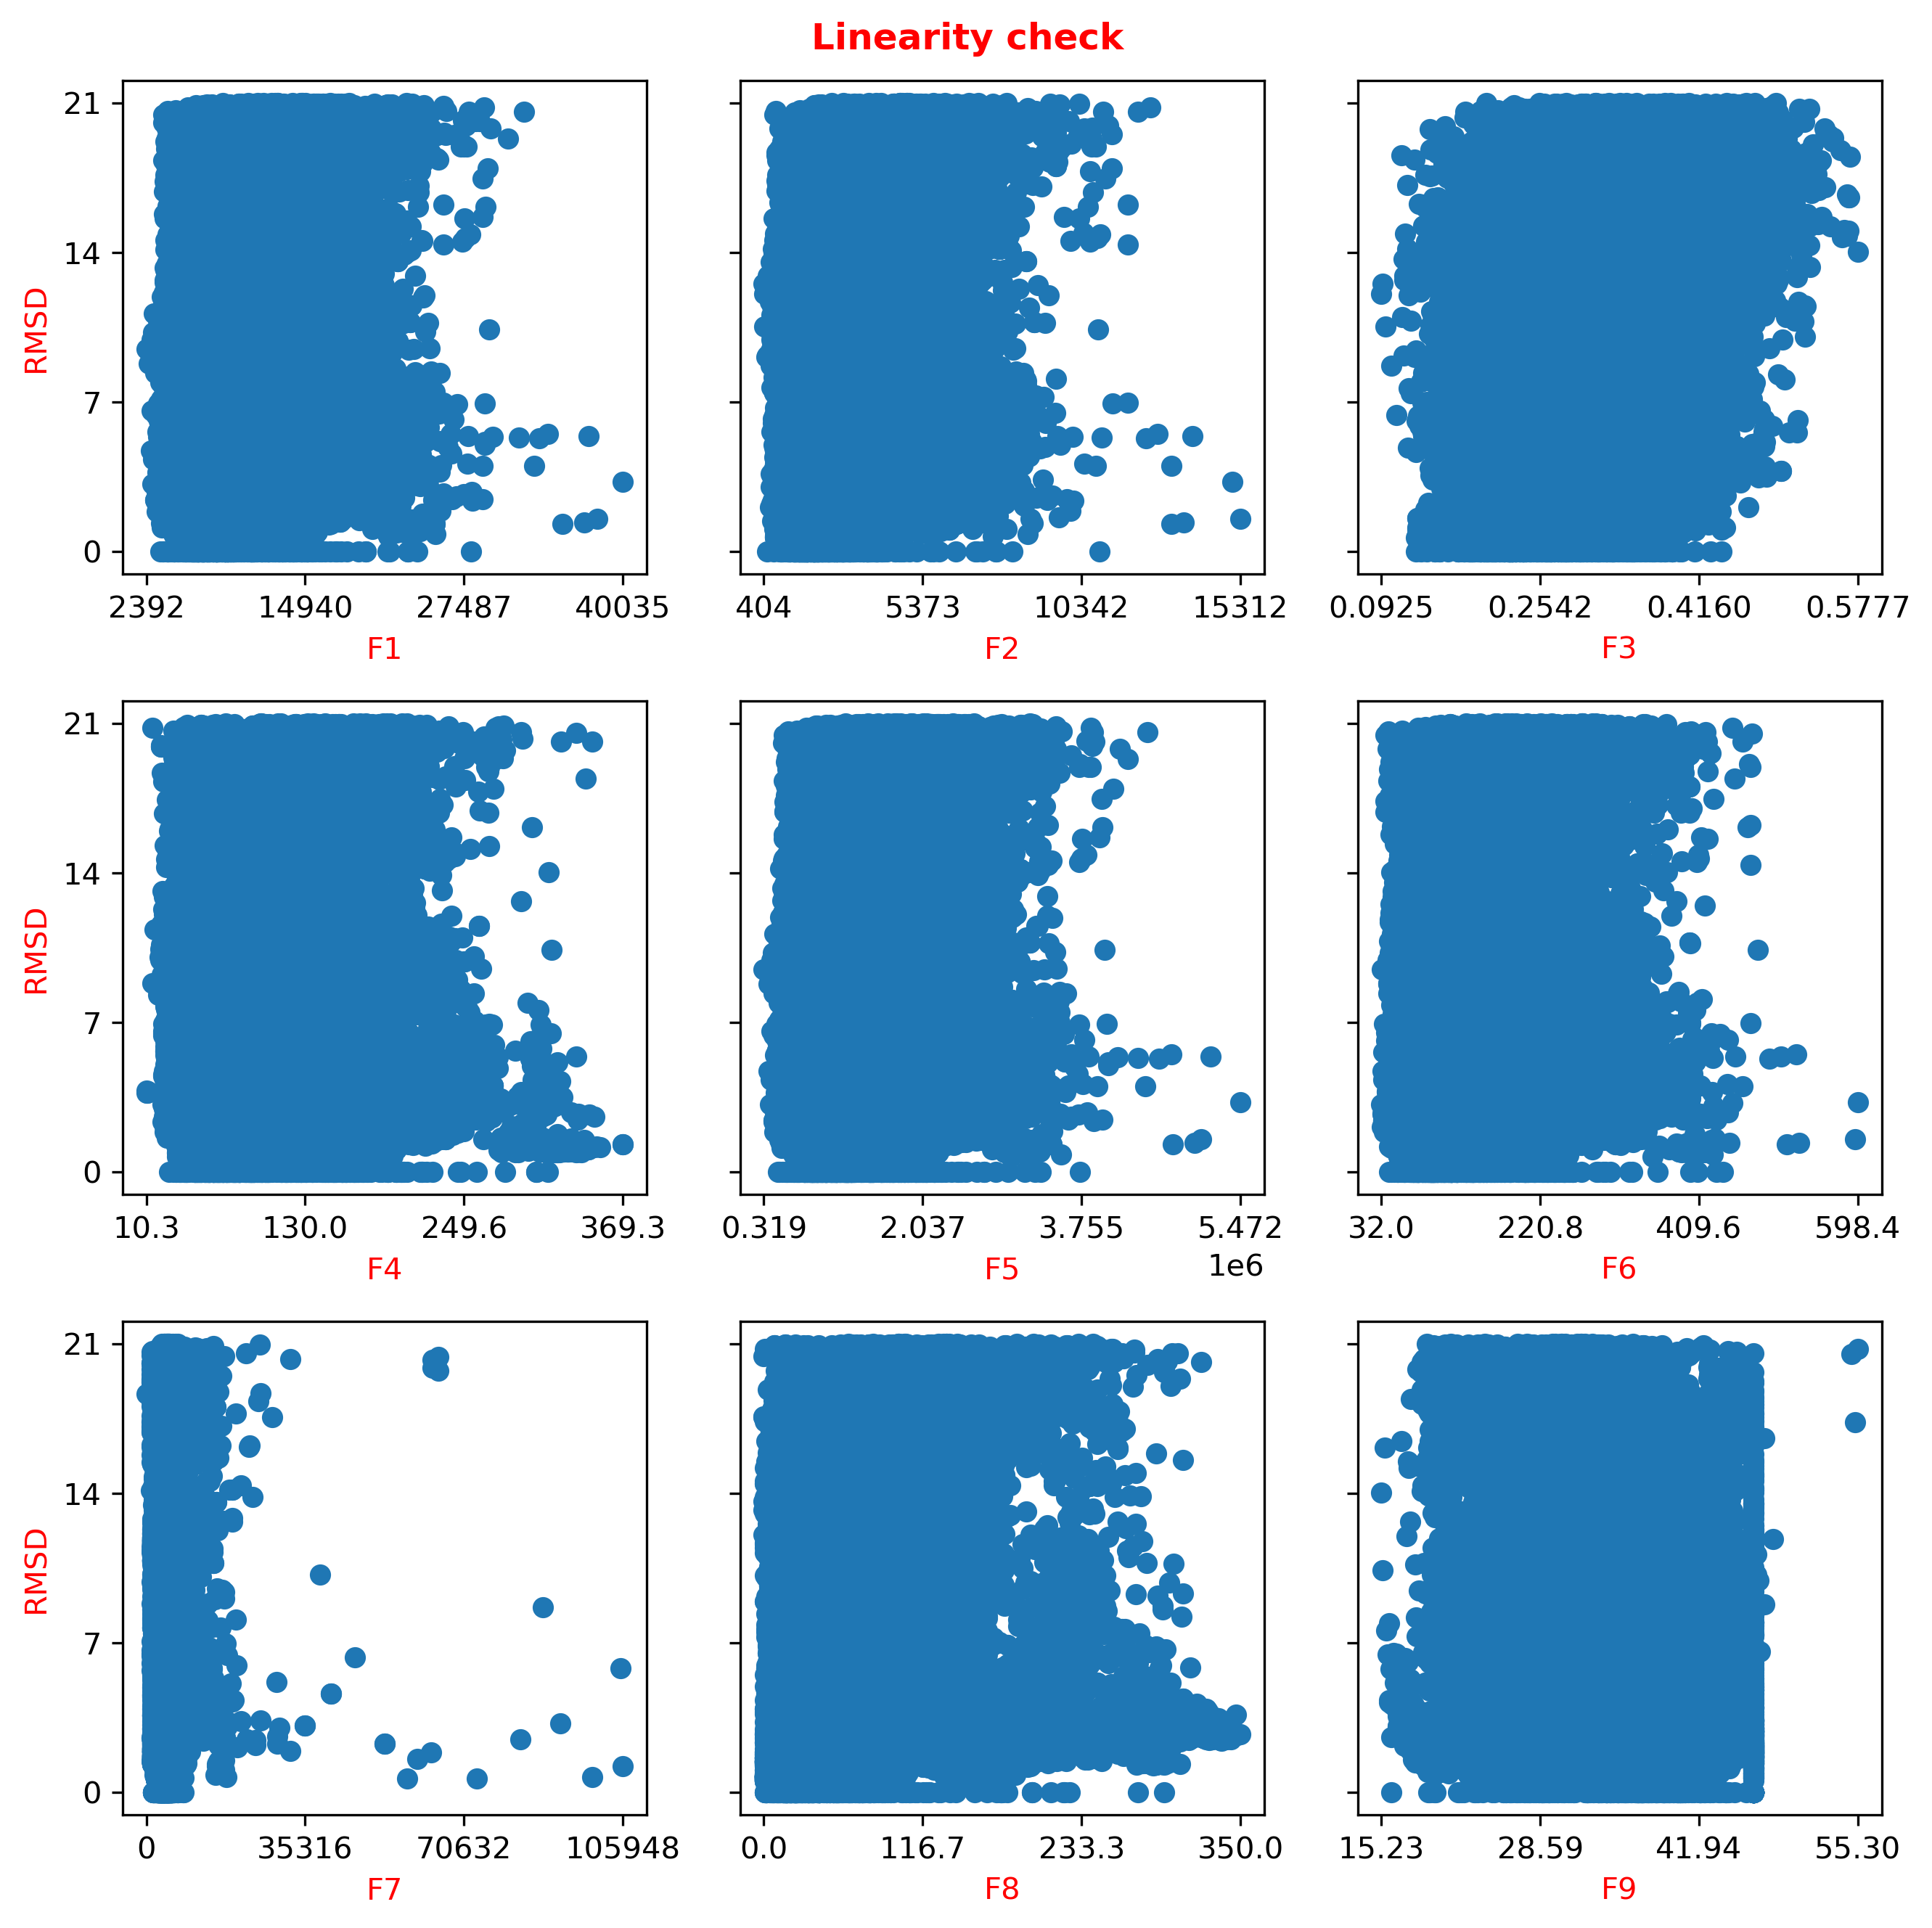 Linearity check
RMSD
21
14
7
0
2392 14940 27487 40035
F1
404 5373 10342 15312
F2
0.0925 0.2542 0.4160 0.5777
F3
RMSD
21
14
7
0
10.3 130.0 249.6 369.3
F4
0.319 2.037 3.755 5.472
1e6
F5
32.0 220.8 409.6 598.4
F6
RMSD
21
14
7
0
0 35316 70632 105948
F7
0.0 116.7 233.3 350.0
F8
15.23 28.59 41.94 55.30
F9